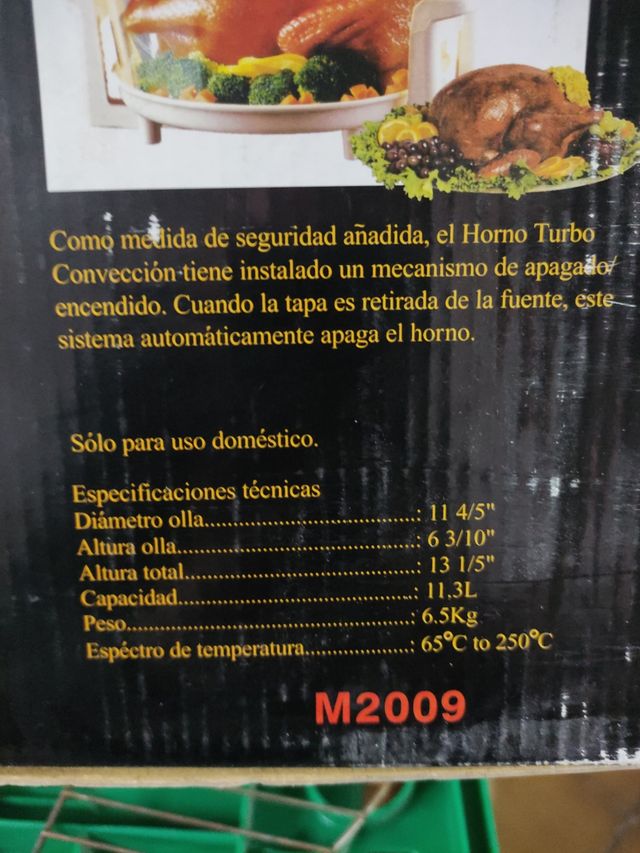 Como medida de seguridad añadida, el Horno Turbo
Convección tiene instalado un mecanismo de apagado/
encendido. Cuando la tapa es retirada de la fuente, este
sistema automáticamente apaga el horno.
Sólo para uso doméstico.
Especificaciones técnicas
Diámetro olla...................................: 11 4/5"
Altura olla........................................: 6 3/10"
Altura total.......................................: 13 1/5"
Capacidad........................................: 11.3L
Peso................................................: 6.5Kg
Espéctro de temperatura..................: 65°C to 250°C
M2009